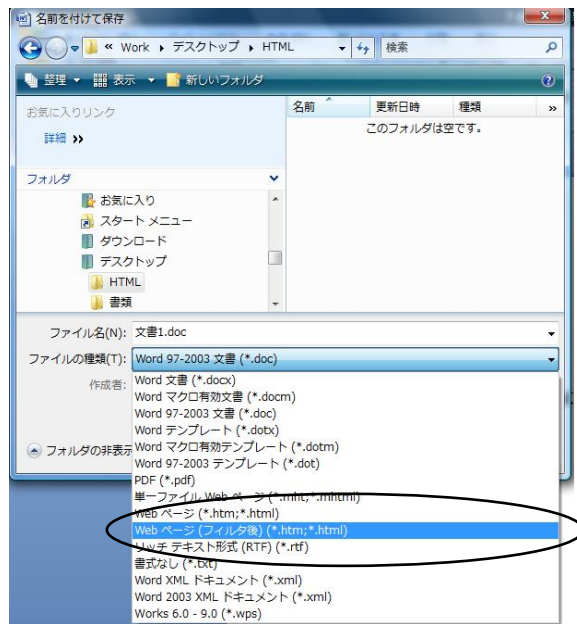 名前を付けて保存
« Work ▸ デスクトップ ▸ HTML
検索
整理 表示 新しいフォルダ
お気に入りリンク
詳細 »
名前 更新日時 種類 »
このフォルダは空です。
フォルダ
お気に入り
スタート メニュー
ダウンロード
デスクトップ
HTML
書類
ファイル名(N): 文書1.doc
ファイルの種類(T): Word 97-2003 文書 (*.doc)
作成者:
フォルダの非表示
Word 文書 (*.docx)
Word マクロ有効文書 (*.docm)
Word 97-2003 文書 (*.doc)
Word テンプレート (*.dotx)
Word マクロ有効テンプレート (*.dotm)
Word 97-2003 テンプレート (*.dot)
PDF (*.pdf)
単一ファイル Web ページ (*.mht;*.mhtml)
Web ページ (*.htm;*.html)
Web ページ (フィルタ後) (*.htm;*.html)
リッチ テキスト形式 (RTF) (*.rtf)
書式なし (*.txt)
Word XML ドキュメント (*.xml)
Word 2003 XML ドキュメント (*.xml)
Works 6.0 - 9.0 (*.wps)